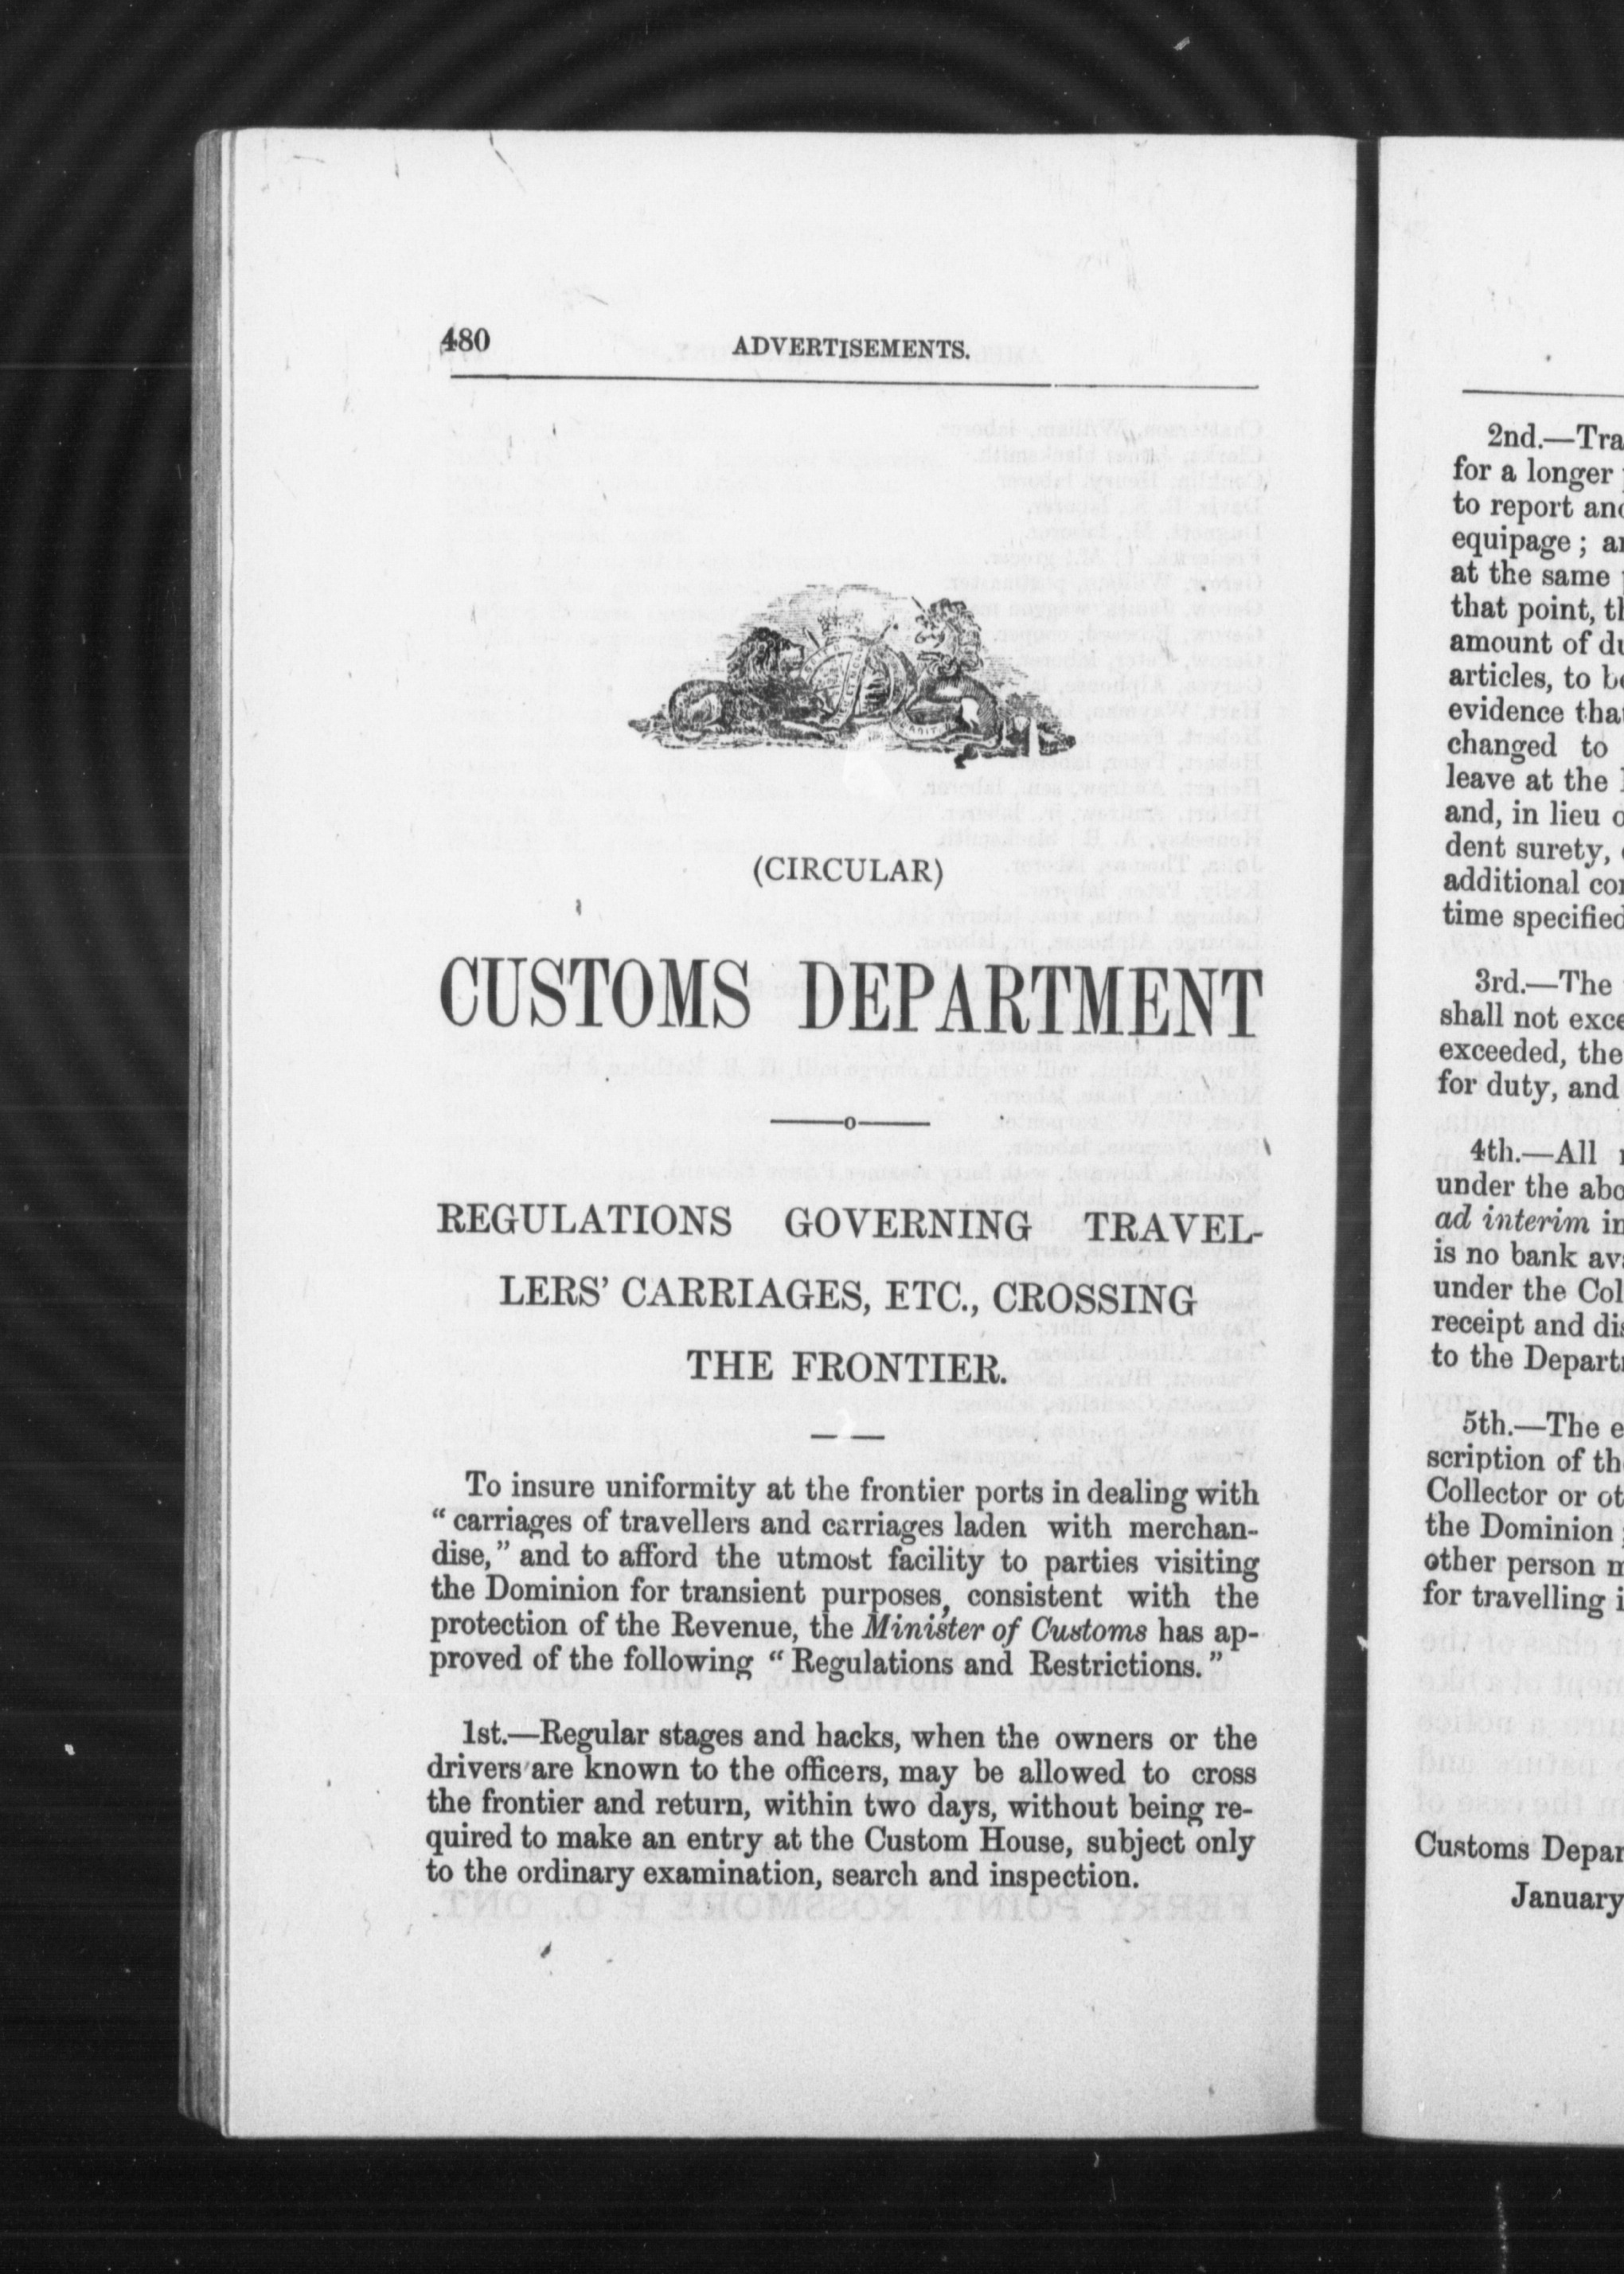 480
ADVERTISEMENTS.
(CIRCULAR)
CUSTOMS DEPARTMENT
REGULATIONS GOVERNING TRAVEL-
LERS' CARRIAGES, ETC., CROSSING
THE FRONTIER.
To insure uniformity at the frontier ports in dealing with
“ carriages of travellers and carriages laden with merchan-
dise,” and to afford the utmost facility to parties visiting
the Dominion for transient purposes, consistent with the
protection of the Revenue, the Minister of Customs has ap-
proved of the following “ Regulations and Restrictions. ”
1st.—Regular stages and hacks, when the owners or the
drivers are known to the officers, may be allowed to cross
the frontier and return, within two days, without being re-
quired to make an entry at the Custom House, subject only
to the ordinary examination, search and inspection.
2nd.—Tra
for a longer
to report and
equipage ; a
at the same
that point, t
amount of du
articles, to be
evidence that
changed to
leave at the
and, in lieu o
dent surety,
additional con
time specified
3rd.—The
shall not exce
exceeded, the
for duty, and
4th.—All
under the abo
ad interim in
is no bank ava
under the Col
receipt and dis
to the Depart
5th.—The e
scription of th
Collector or ot
the Dominion ;
other person m
for travelling i
Customs Depar
January